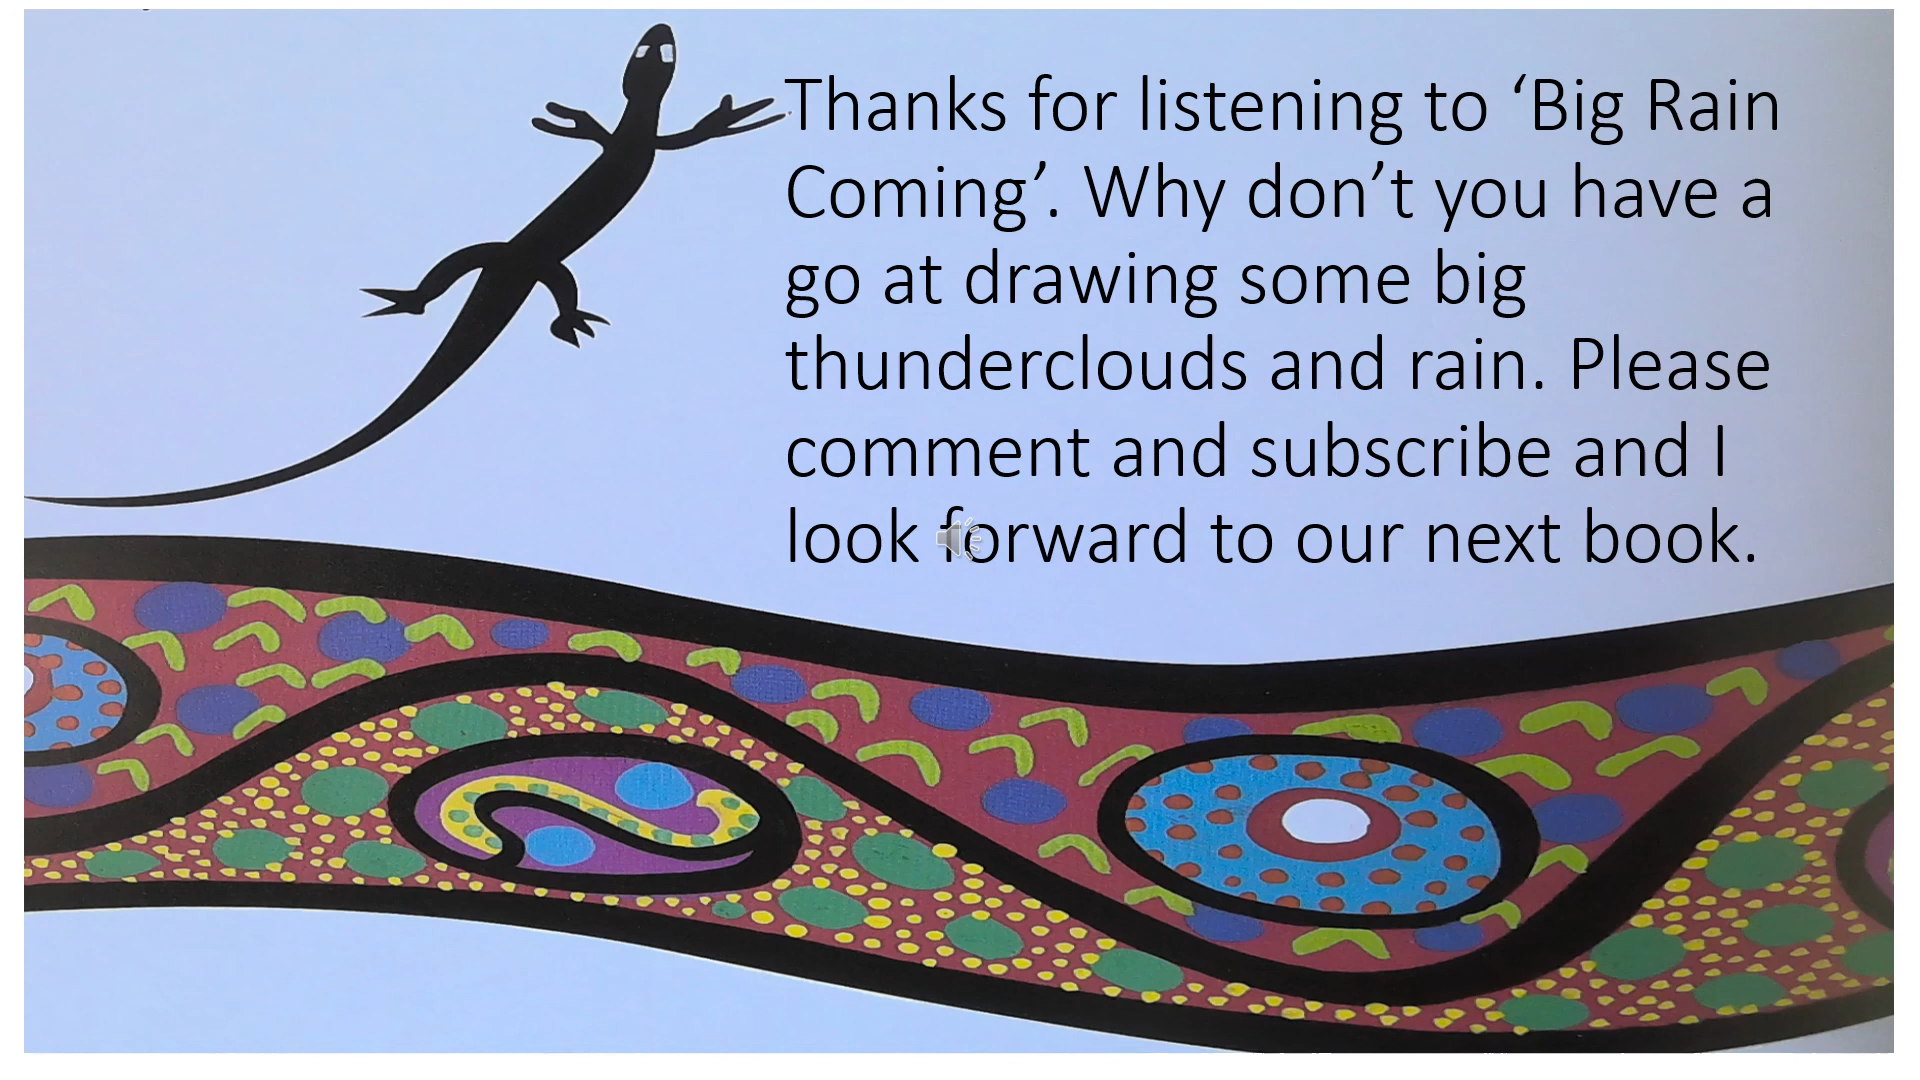 Thanks for listening to ‘Big Rain
Coming’. Why don’t you have a
go at drawing some big
thunderclouds and rain. Please
comment and subscribe and I
look forward to our next book.